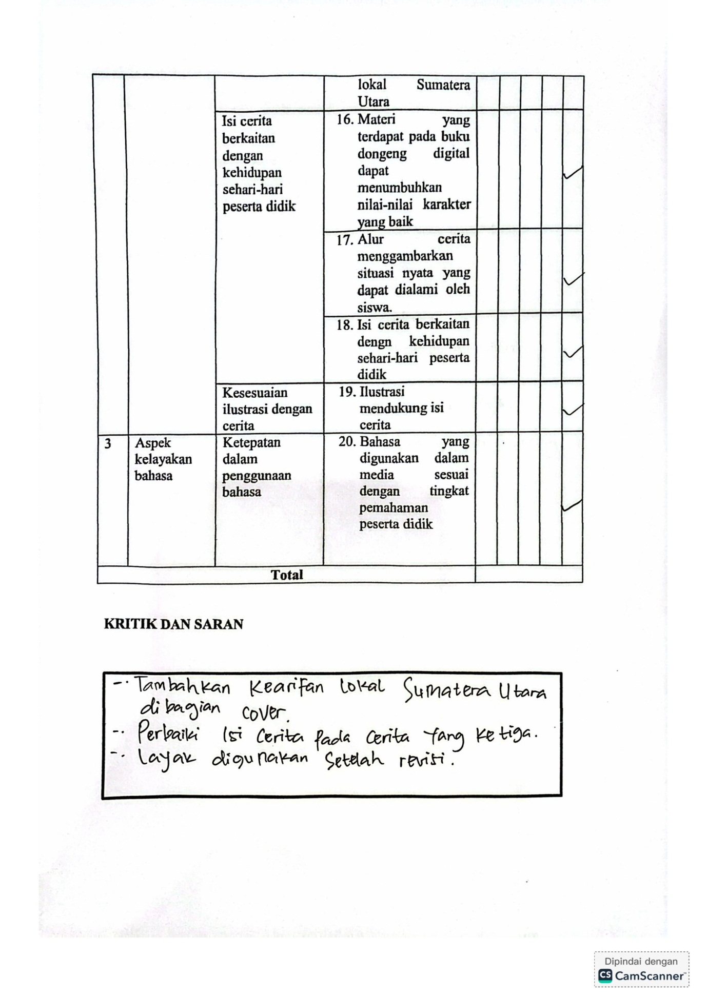 lokal Sumatera
Utara
Isi cerita
berkaitan
dengan
kehidupan
sehari-hari
peserta didik
16. Materi yang
terdapat pada buku
dongeng digital
dapat
menumbuhkan
nilai-nilai karakter
yang baik
17. Alur cerita
menggambarkan
situasi nyata yang
dapat dialami oleh
siswa.
18. Isi cerita berkaitan
dengn kehidupan
sehari-hari peserta
didik
Kesesuaian
ilustrasi dengan
cerita
19. Ilustrasi
mendukung isi
cerita
3
Aspek
kelayakan
bahasa
Ketepatan
dalam
penggunaan
bahasa
20. Bahasa yang
digunakan dalam
media sesuai
dengan tingkat
pemahaman
peserta didik
Total
KRITIK DAN SARAN
-. Tambahkan Kearifan lokal Sumatera Utara
dibagian cover.
-. Perbaiki Isi Cerita pada cerita Yang ketiga.
-. Layak digunakan Setelah revisi.
Dipindai dengan
CS CamScanner™